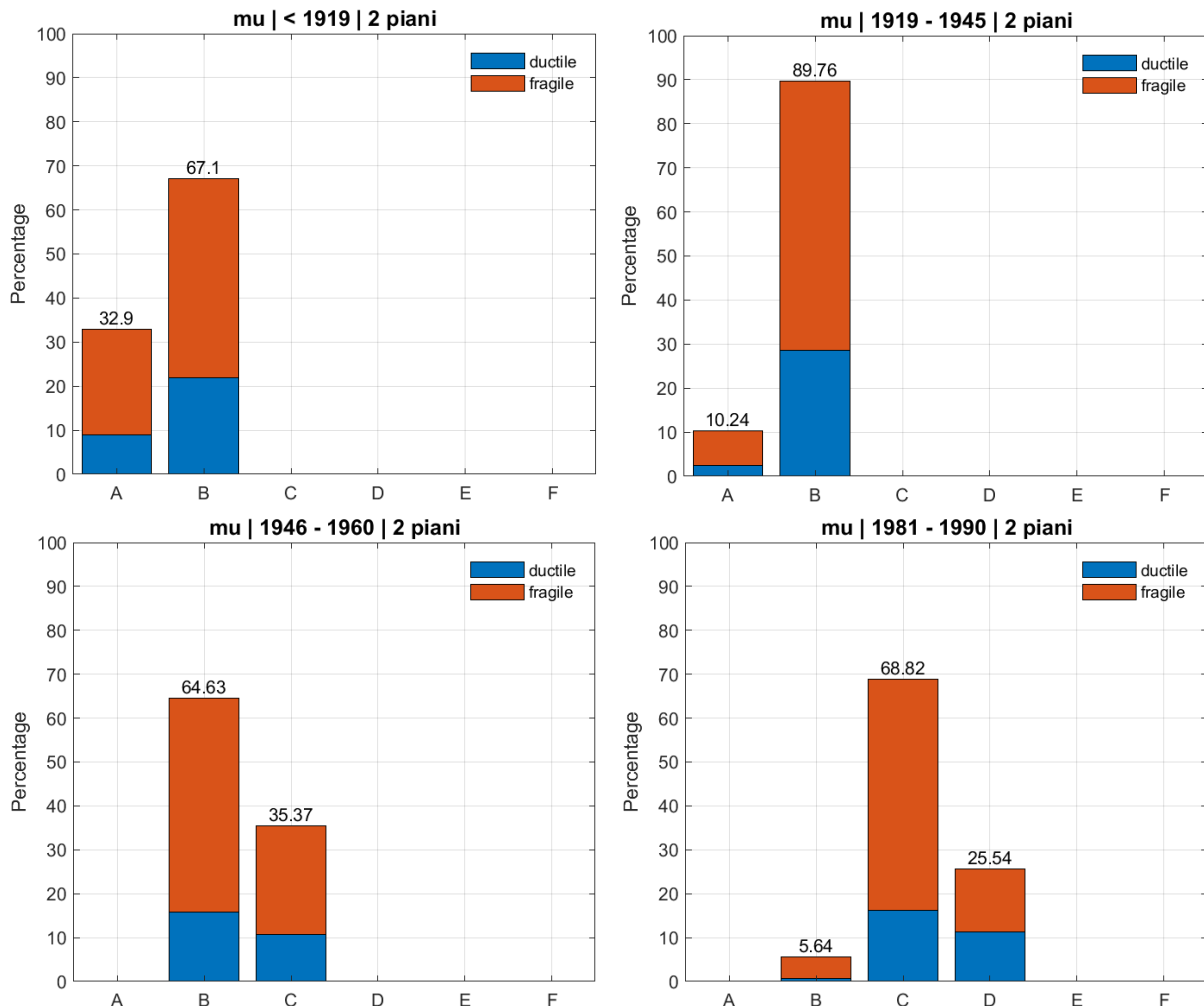 mu | < 1919 | 2 piani
100
90
80
70
60
50
40
30
20
10
0
Percentage
ductile
fragile
32.9
67.1
A B C D E F
mu | 1919 - 1945 | 2 piani
100
90
80
70
60
50
40
30
20
10
0
Percentage
ductile
fragile
10.24
89.76
A B C D E F
mu | 1946 - 1960 | 2 piani
100
90
80
70
60
50
40
30
20
10
0
Percentage
ductile
fragile
64.63
35.37
A B C D E F
mu | 1981 - 1990 | 2 piani
100
90
80
70
60
50
40
30
20
10
0
Percentage
ductile
fragile
5.64
68.82
25.54
A B C D E F